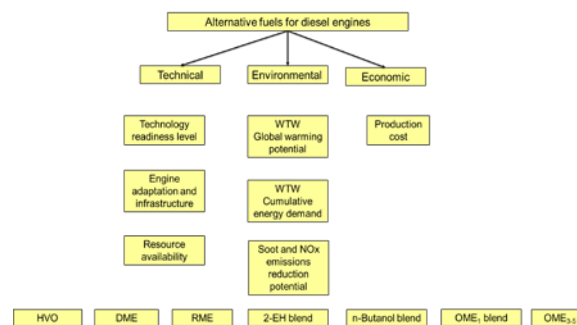 Alternative fuels for diesel engines
Technical
Environmental
Economic
Technology
readiness level
WTW
Global warming
potential
Production
cost
Engine
adaptation and
infrastructure
WTW
Cumulative
energy demand
Resource
availability
Soot and NOx
emissions
reduction
potential
HVO
DME
RME
2-EH blend
n-Butanol blend
OME₁ blend
OME₃₋₅